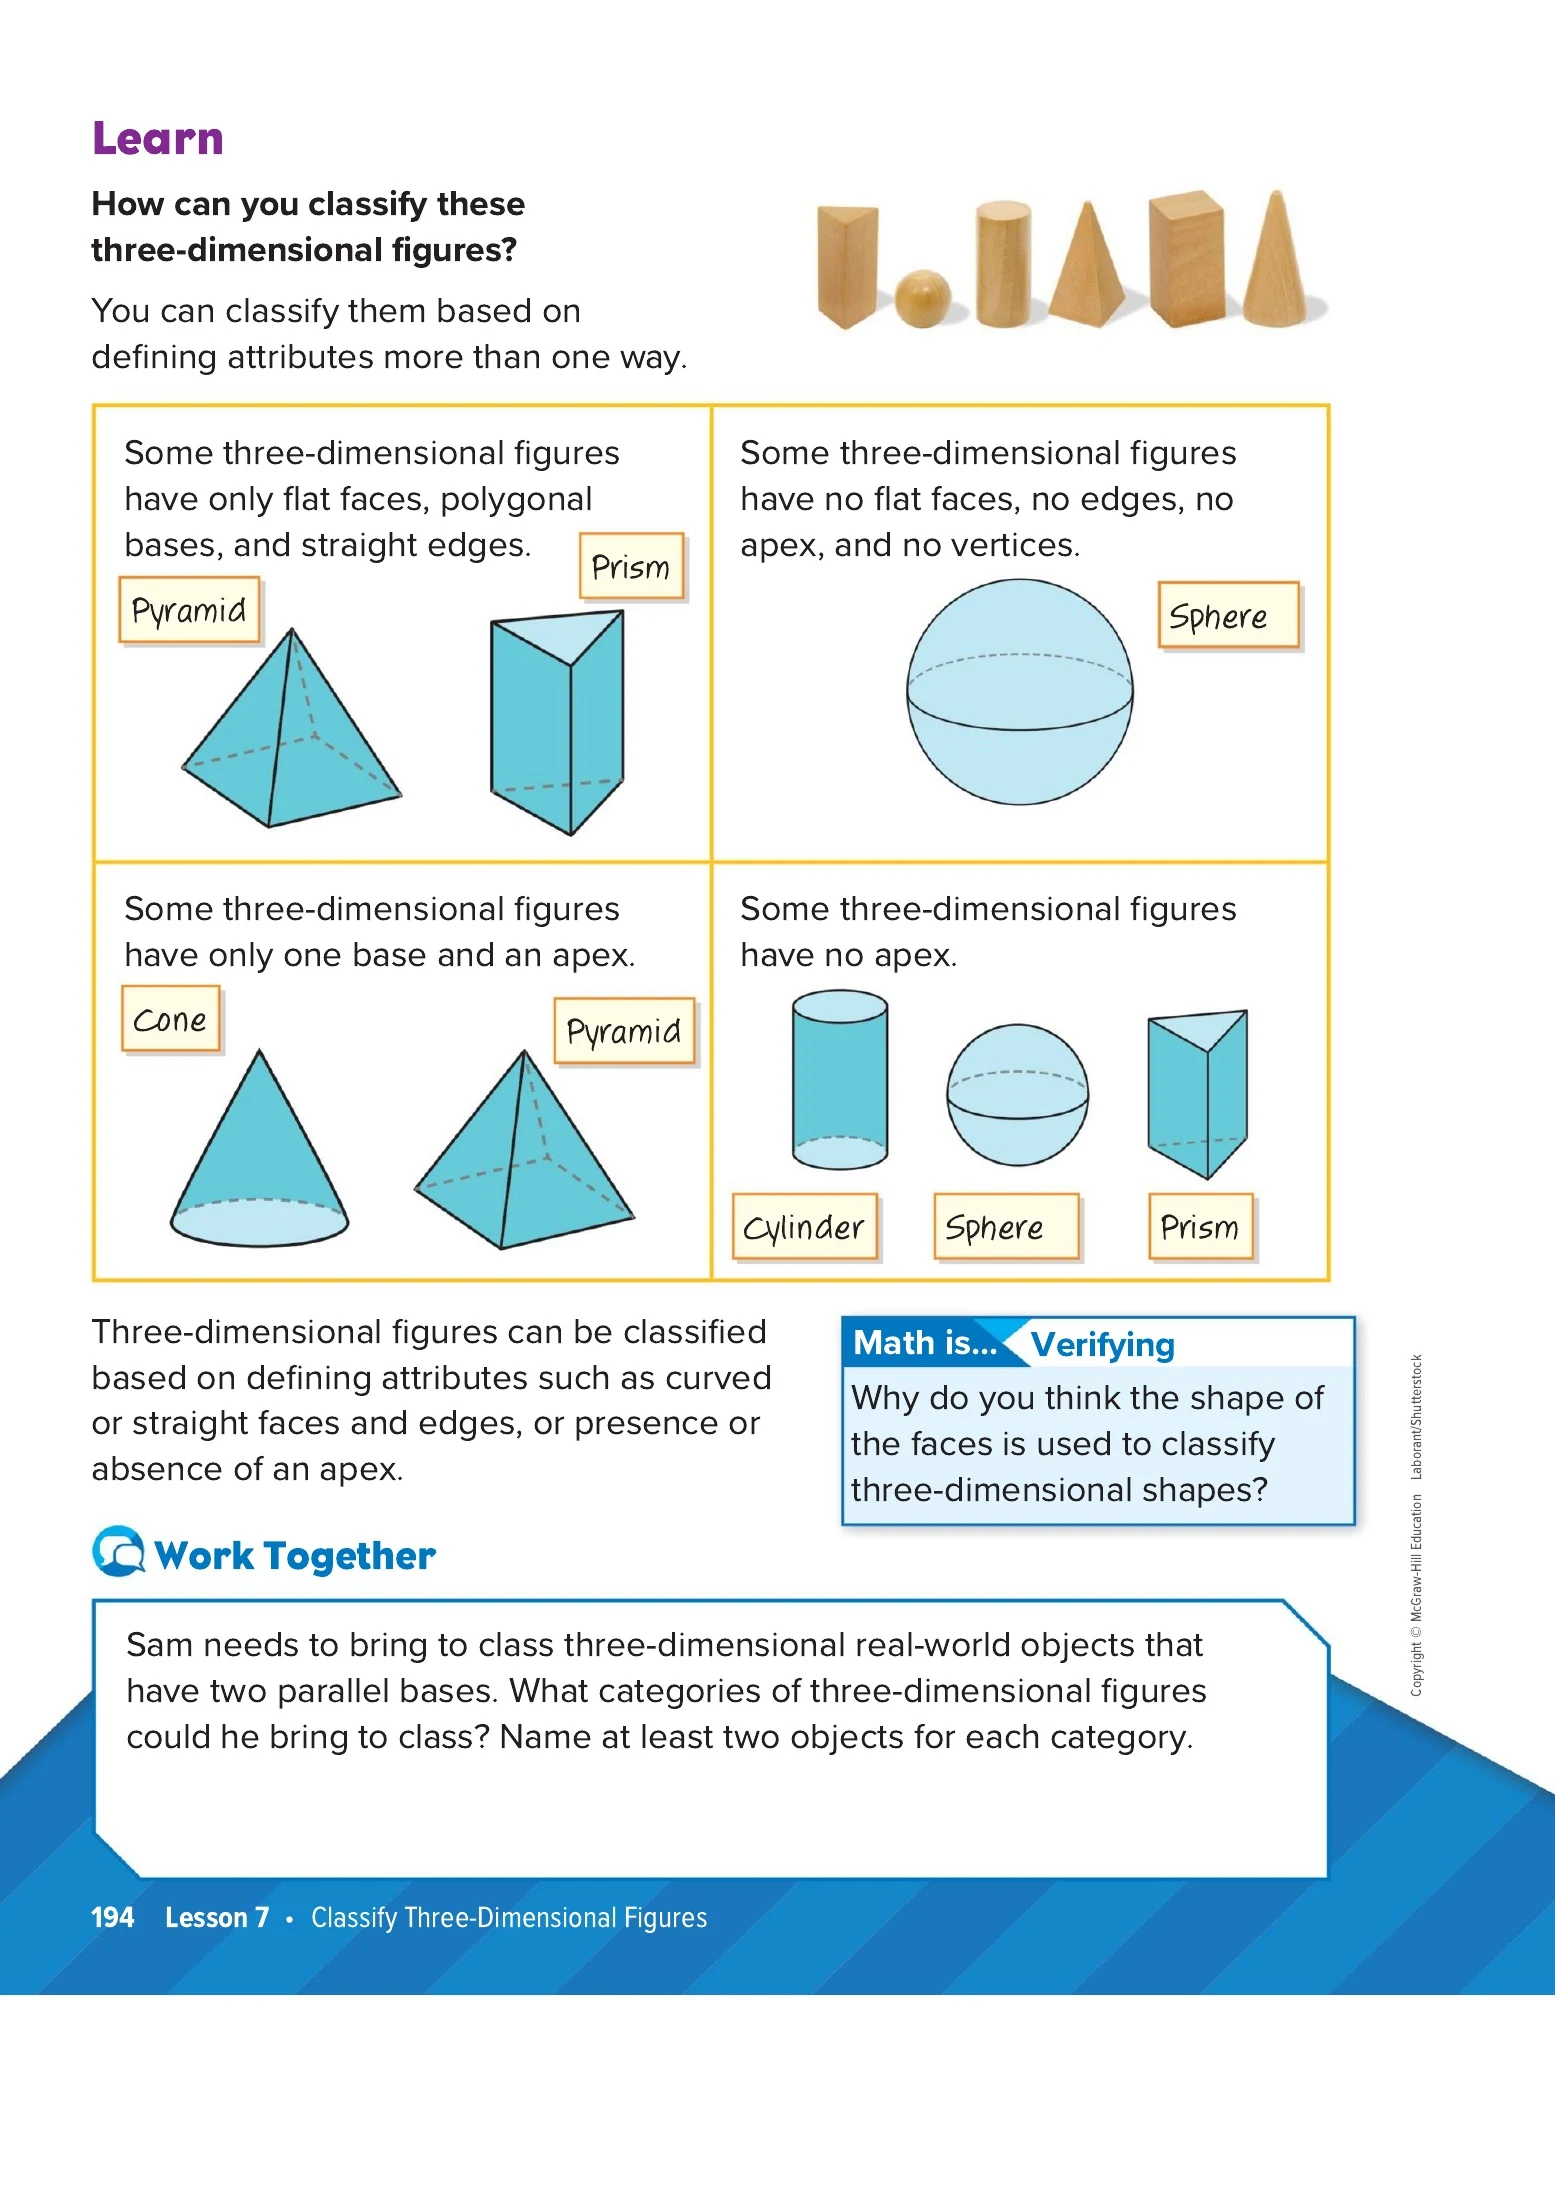 Learn
How can you classify these
three-dimensional figures?
You can classify them based on
defining attributes more than one way.
Some three-dimensional figures
have only flat faces, polygonal
bases, and straight edges.
Prism
Pyramid
Some three-dimensional figures
have no flat faces, no edges, no
apex, and no vertices.
Sphere
Some three-dimensional figures
have only one base and an apex.
Cone
Pyramid
Some three-dimensional figures
have no apex.
Cylinder
Sphere
Prism
Three-dimensional figures can be classified
based on defining attributes such as curved
or straight faces and edges, or presence or
absence of an apex.
Math is... Verifying
Why do you think the shape of
the faces is used to classify
three-dimensional shapes?
Work Together
Sam needs to bring to class three-dimensional real-world objects that
have two parallel bases. What categories of three-dimensional figures
could he bring to class? Name at least two objects for each category.
194 Lesson 7 • Classify Three-Dimensional Figures
Copyright © McGraw-Hill Education Laborant/Shutterstock